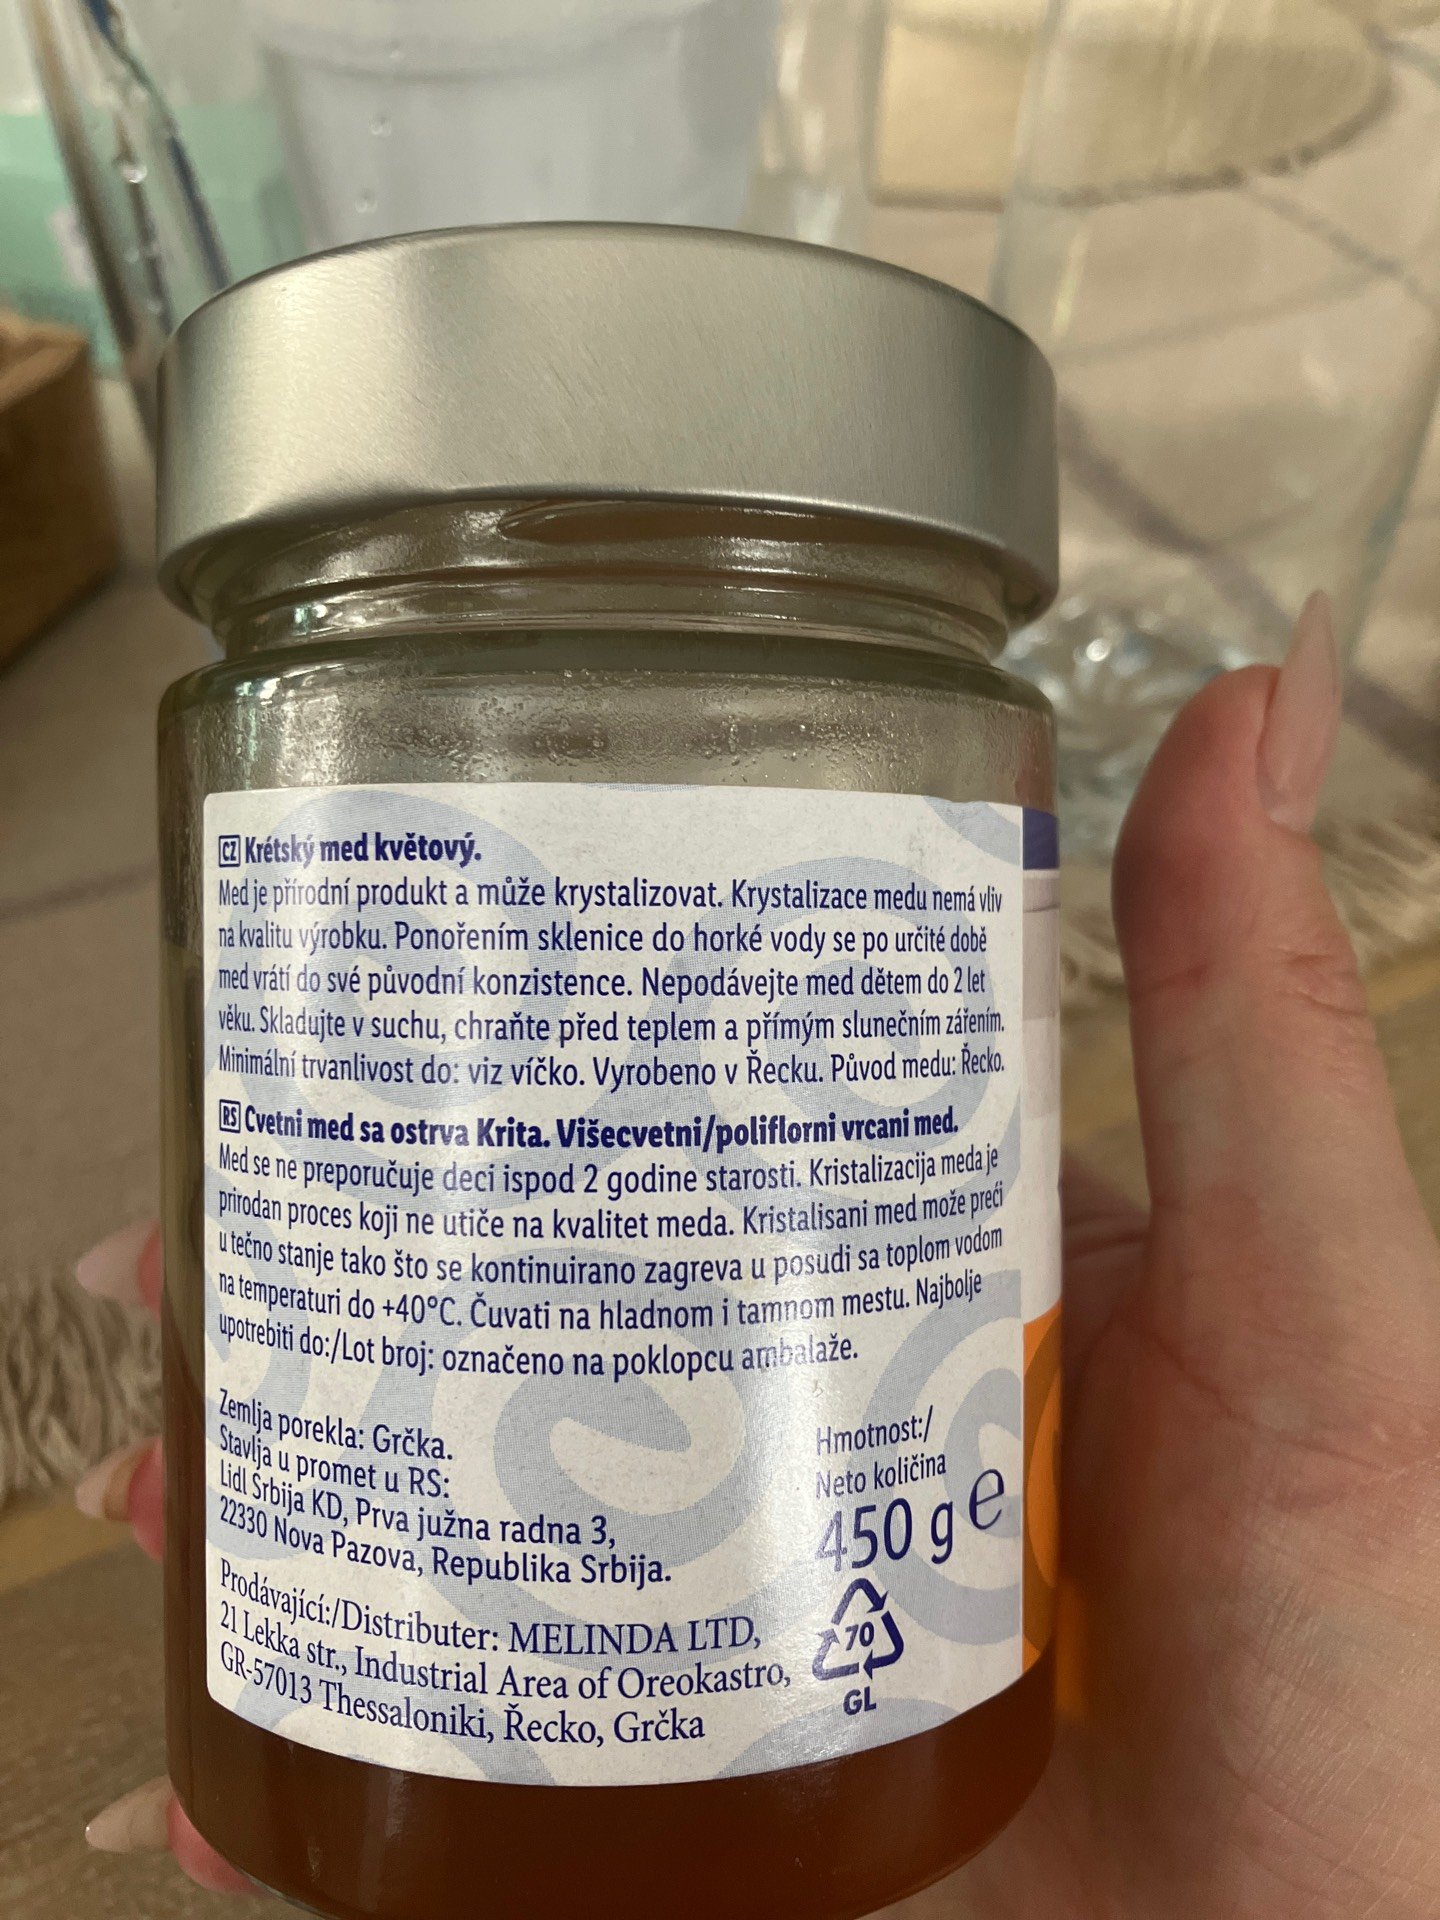 CZ Krétský med květový.
Med je přírodní produkt a může krystalizovat. Krystalizace medu nemá vliv
na kvalitu výrobku. Ponořením sklenice do horké vody se po určité době
med vrátí do své původní konzistence. Nepodávejte med dětem do 2 let
věku. Skladujte v suchu, chraňte před teplem a přímým slunečním zářením.
Minimální trvanlivost do: viz víčko. Vyrobeno v Řecku. Původ medu: Řecko.
RS Cvetni med sa ostrva Krita. Višecvetni/poliflorni vrcani med.
Med se ne preporučuje deci ispod 2 godine starosti. Kristalizacija meda je
prirodan proces koji ne utiče na kvalitet meda. Kristalisani med može preći
u tečno stanje tako što se kontinuirano zagreva u posudi sa toplom vodom
na temperaturi do +40°C. Čuvati na hladnom i tamnom mestu. Najbolje
upotrebiti do:/Lot broj: označeno na poklopcu ambalaže.
Zemlja porekla: Grčka.
Stavlja u promet u RS:
Lidl Srbija KD, Prva južna radna 3,
22330 Nova Pazova, Republika Srbija.
Hmotnost:/
Neto količina
450 g e
Prodávající:/Distributer: MELINDA LTD,
21 Lekka str., Industrial Area of Oreokastro,
GR-57013 Thessaloniki, Řecko, Grčka
70
GL